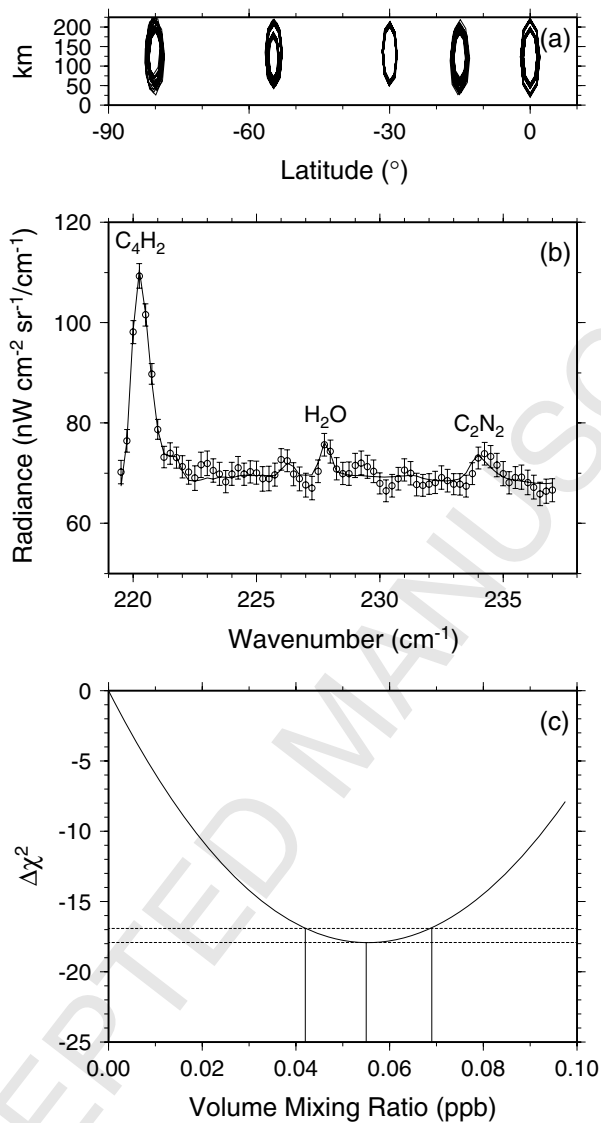 (a)
km
0
50
100
150
200
-90
-60
-30
0
Latitude (°)
(b)
C₄H₂
H₂O
C₂N₂
Radiance (nW cm⁻² sr⁻¹/cm⁻¹)
120
100
80
60
220
225
230
235
Wavenumber (cm⁻¹)
(c)
Δχ²
0
-5
-10
-15
-20
-25
0.00
0.02
0.04
0.06
0.08
0.10
Volume Mixing Ratio (ppb)
EPTED MANUSC